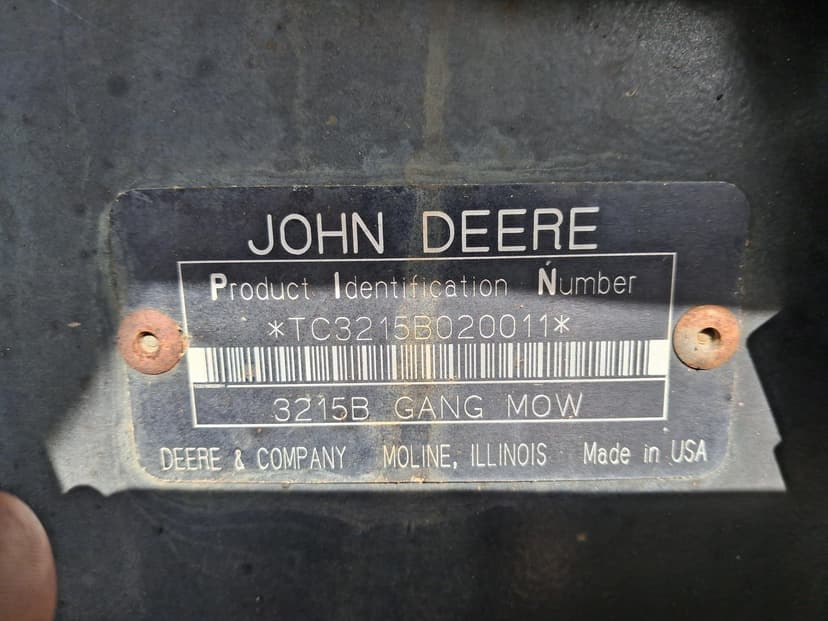 JOHN DEERE
Product Identification Number
*TC3215B020011*
3215B GANG MOW
DEERE & COMPANY MOLINE, ILLINOIS Made in USA